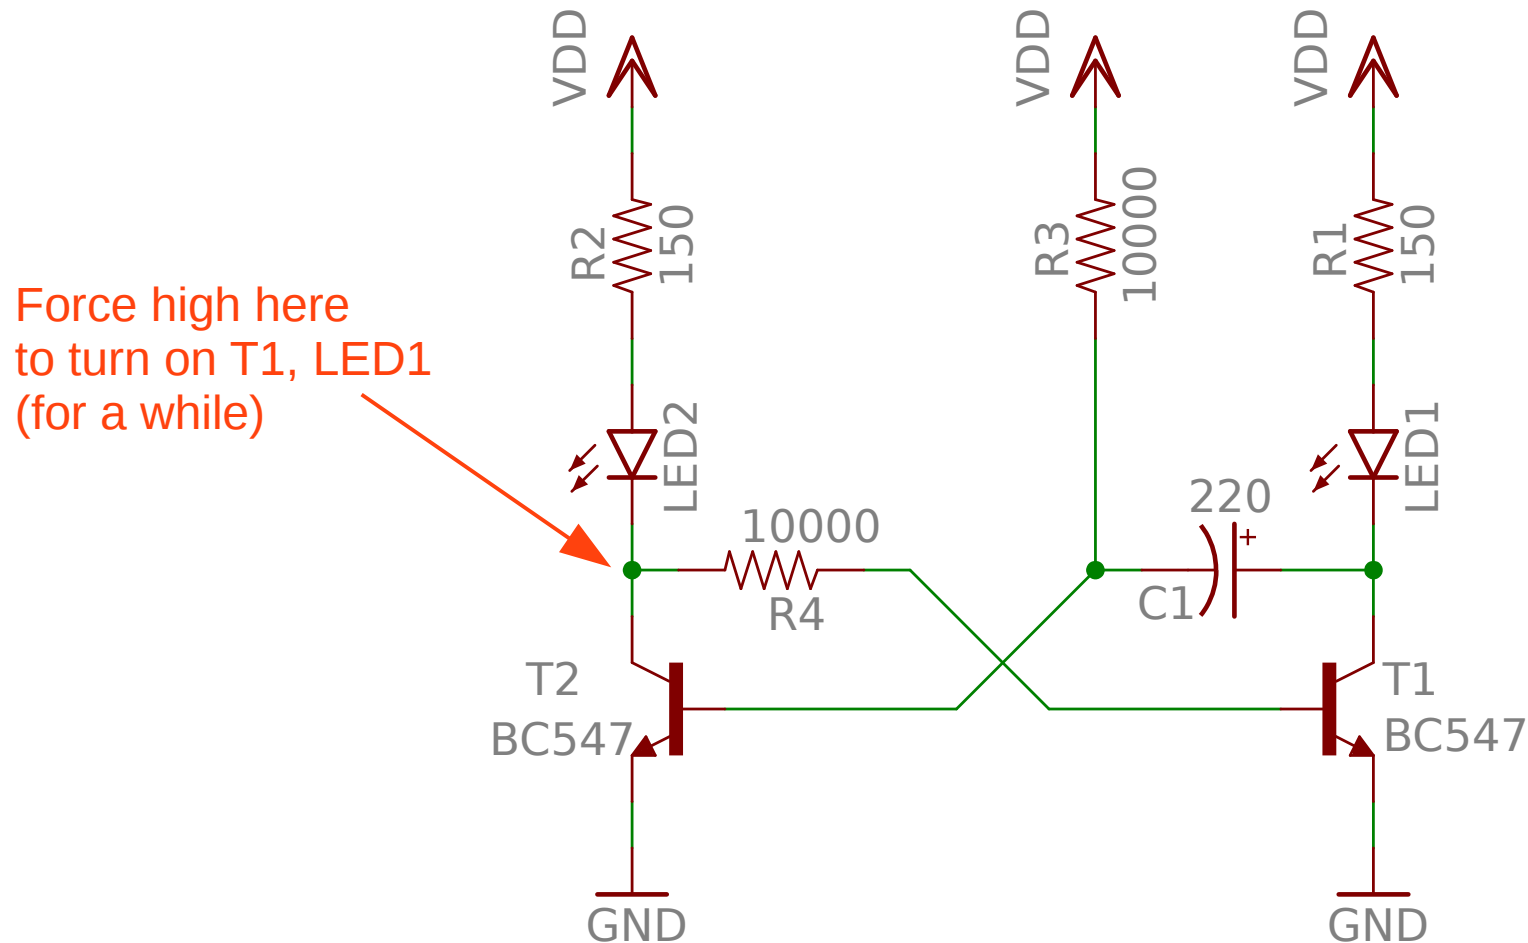 VDD
VDD
VDD
R2
150
R3
10000
R1
150
Force high here
to turn on T1, LED1
(for a while)
LED2
LED1
10000
R4
220
+
C1
T2
BC547
T1
BC547
GND
GND